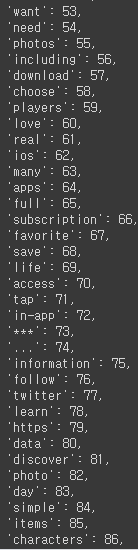 'want': 53,
'need': 54,
'photos': 55,
'including': 56,
'download': 57,
'choose': 58,
'players': 59,
'love': 60,
'real': 61,
'ios': 62,
'many': 63,
'apps': 64,
'full': 65,
'subscription': 66,
'favorite': 67,
'save': 68,
'life': 69,
'access': 70,
'tap': 71,
'in-app': 72,
'***': 73,
'...': 74,
'information': 75,
'follow': 76,
'twitter': 77,
'learn': 78,
'https': 79,
'data': 80,
'discover': 81,
'photo': 82,
'day': 83,
'simple': 84,
'items': 85,
'characters': 86,